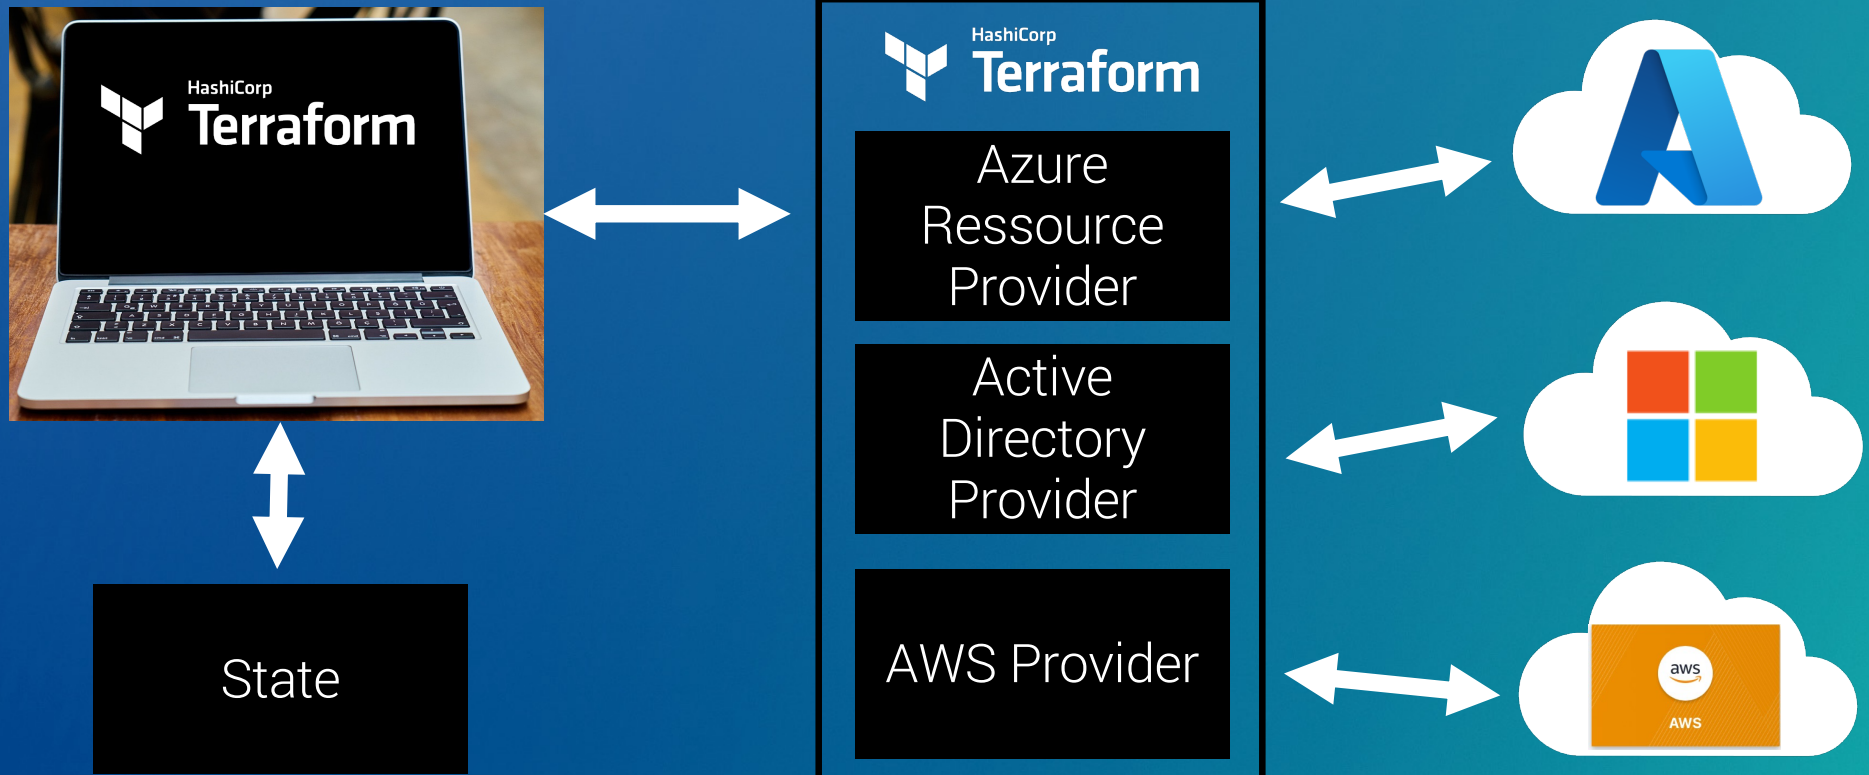 HashiCorp
Terraform
State
HashiCorp
Terraform
Azure
Ressource
Provider
Active
Directory
Provider
AWS Provider
aws
AWS